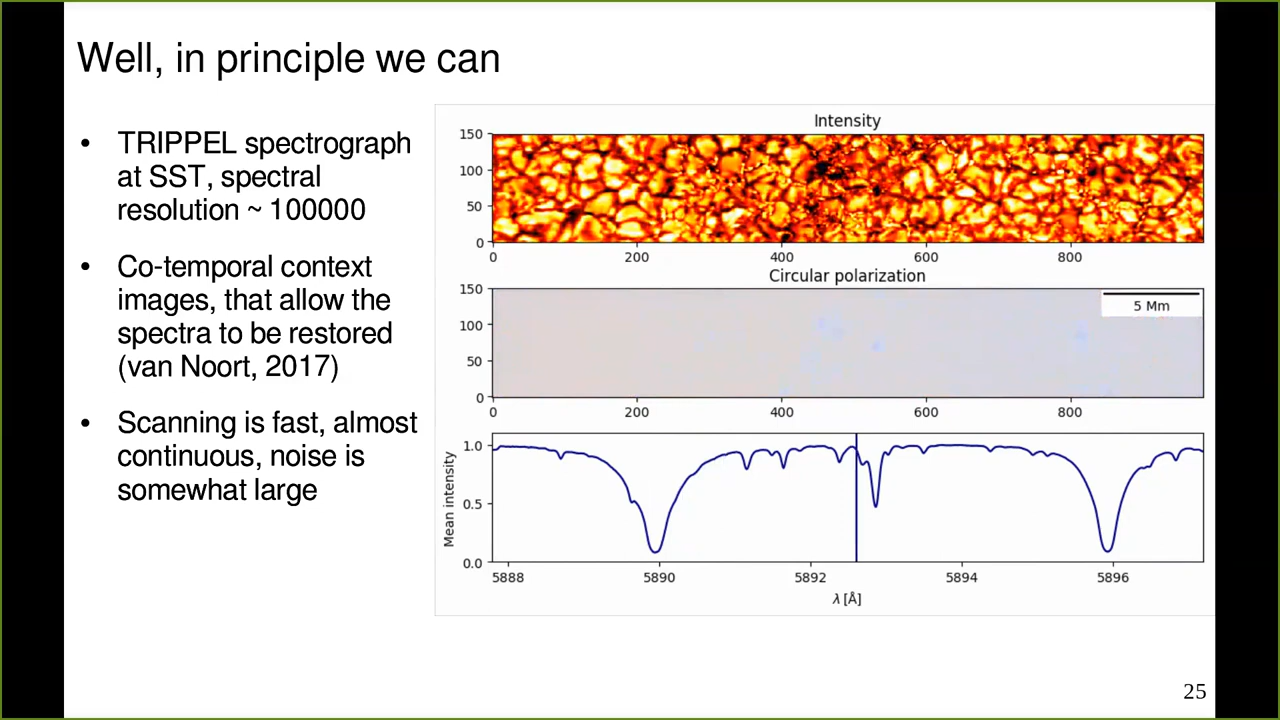 Well, in principle we can
• TRIPPEL spectrograph
at SST, spectral
resolution ~ 100000
• Co-temporal context
images, that allow the
spectra to be restored
(van Noort, 2017)
• Scanning is fast, almost
continuous, noise is
somewhat large
Intensity
150
100
50
0
0 200 400 600 800
Circular polarization
150
100
50
0
5 Mm
0 200 400 600 800
Mean intensity
1.0
0.5
0.0
5888 5890 5892 5894 5896
λ [Å]
25